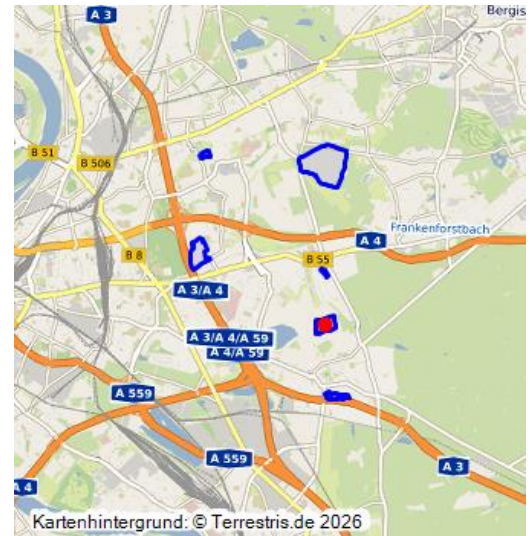 A 3
Bergis
B 51
B 506
Frankenforstbach
A 4
B 8
B 55
A 3/A 4
A 3/A 4/A 59
A 4/A 59
A 559
A 559
A 3
A 4
Kartenhintergrund: © Terrestris.de 2026